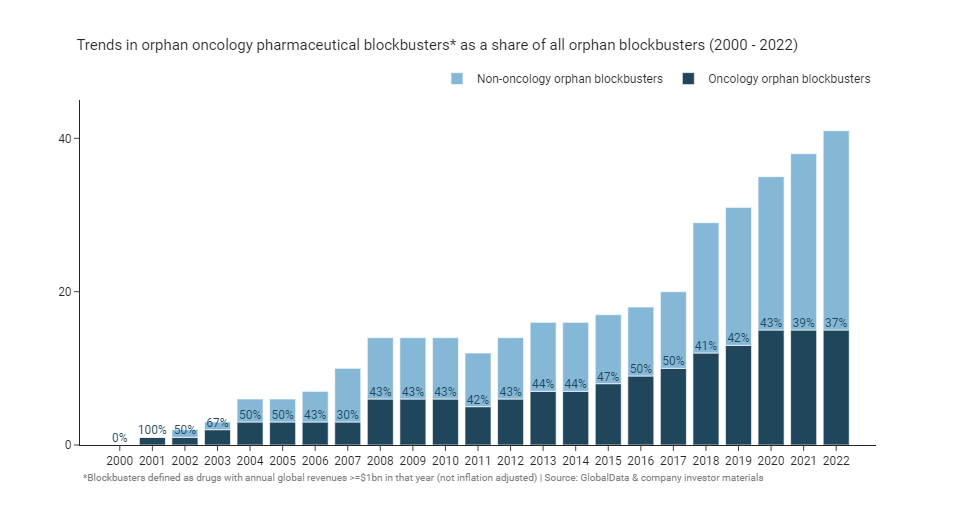 Trends in orphan oncology pharmaceutical blockbusters* as a share of all orphan blockbusters (2000 - 2022)
Non-oncology orphan blockbusters Oncology orphan blockbusters
40
20
0
0% 100% 50% 67% 50% 50% 43% 30% 43% 43% 43% 42% 43% 44% 44% 47% 50% 50% 41% 42% 43% 39% 37%
2000 2001 2002 2003 2004 2005 2006 2007 2008 2009 2010 2011 2012 2013 2014 2015 2016 2017 2018 2019 2020 2021 2022
*Blockbusters defined as drugs with annual global revenues >=$1bn in that year (not inflation adjusted) | Source: GlobalData & company investor materials